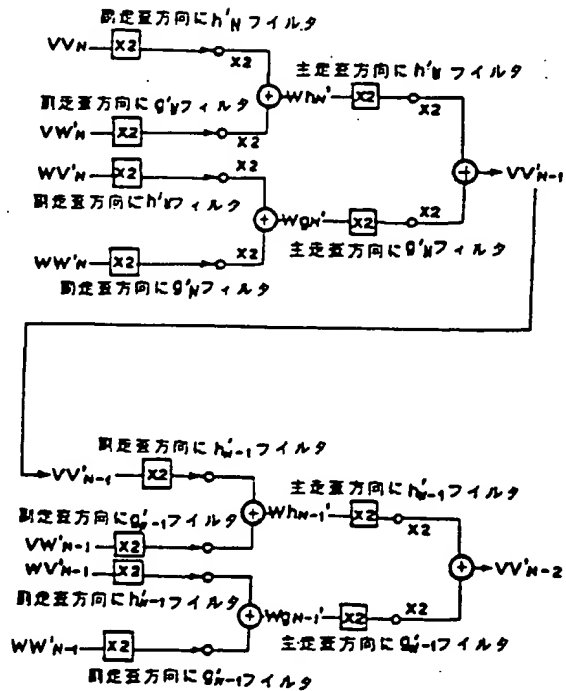 副走査方向にh'Nフィルタ
VVN X2 X2
主走査方向にh'Nフィルタ
WhN' X2 X2
副走査方向にg'Nフィルタ
VW'N X2 X2
VV'N-1
WV'N X2 X2
副走査方向にh'Nフィルタ
WgN' X2 X2
主走査方向にg'Nフィルタ
WW'N X2 X2
副走査方向にg'Nフィルタ
副走査方向にh'N-1フイルタ
VV'N-1 X2
主走査方向にh'N-1フイルタ
WhN-1' X2 X2
副走査方向にg'N-1フィルタ
VW'N-1 X2
WV'N-1 X2
VV'N-2
副走査方向にh'N-1フィルタ
WgN-1' X2 X2
主走査方向にg'N-1フィルタ
WW'N-1 X2
副走査方向にg'N-1フィルタ